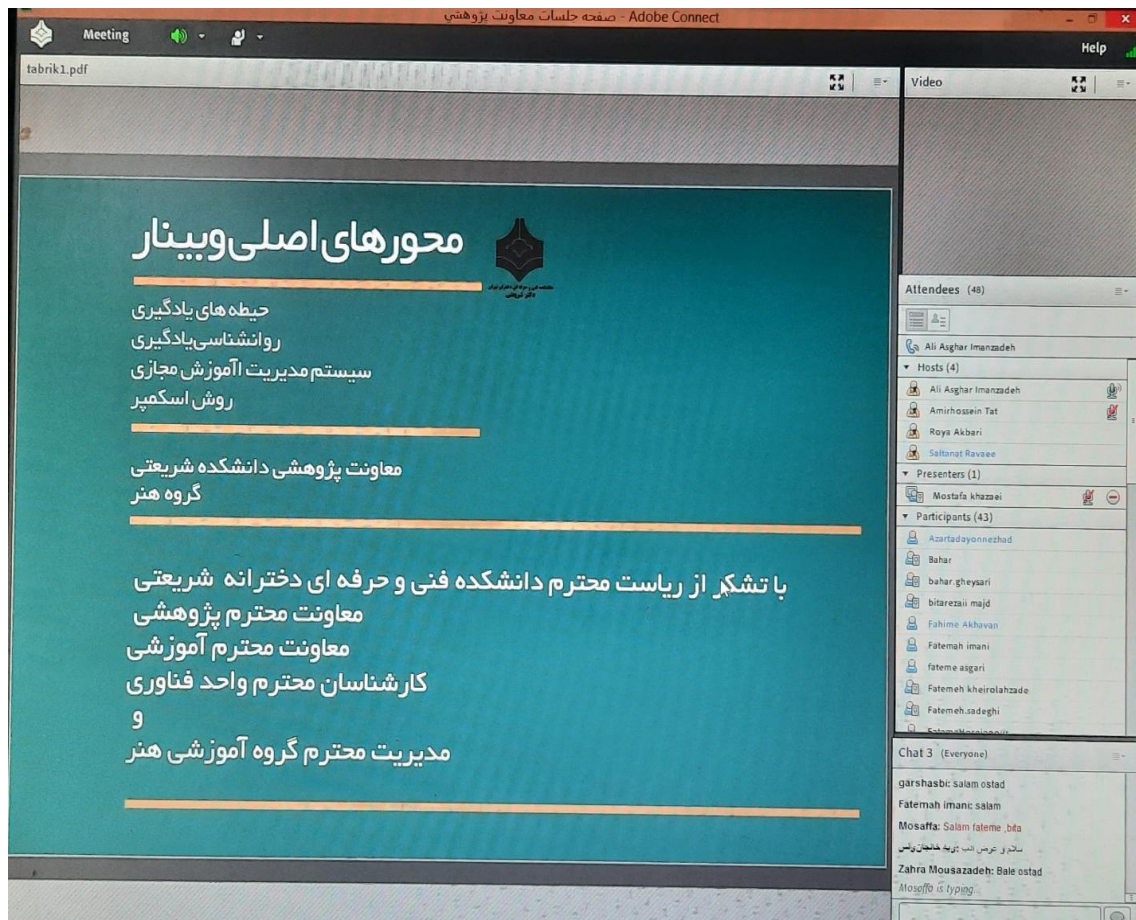 صفحه جلسات معاونت پژوهشي - Adobe Connect
Meeting
Help
tabrik1.pdf
Video
محورهای اصلی وبینار
حیطه های یادگیری
روانشناسی یادگیری
سیستم مدیریت اآموزش مجازی
روش اسکمپر
معاونت پژوهشی دانشکده شریعتی
گروه هنر
با تشکر از ریاست محترم دانشکده فنی و حرفه ای دخترانه شریعتی
معاونت محترم پژوهشی
معاونت محترم آموزشی
کارشناسان محترم واحد فناوری
و
مدیریت محترم گروه آموزشی هنر
Attendees (48)
Ali Asghar Imanzadeh
Hosts (4)
Ali Asghar Imanzadeh
Amirhossein Tat
Roya Akbari
Saltanat Ravaee
Presenters (1)
Mostafa khazaei
Participants (43)
Azartadayonnezhad
Bahar
bahar.gheysari
bitarezaii majd
Fahime Akhavan
Fatemah imani
fateme asgari
Fatemeh kheirolahzade
Fatemeh.sadeghi
Chat 3 (Everyone)
garshasbi: salam ostad
Fatemah imani: salam
Mosaffa: Salam fateme ,bita
سلام و عرض ادب
Zahra Mousazadeh: Bale ostad
Mosaffa is typing...